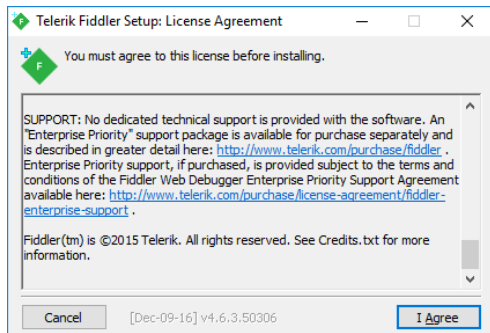 Telerik Fiddler Setup: License Agreement
You must agree to this license before installing.
SUPPORT: No dedicated technical support is provided with the software. An
"Enterprise Priority" support package is available for purchase separately and
is described in greater detail here: http://www.telerik.com/purchase/fiddler .
Enterprise Priority support, if purchased, is provided subject to the terms and
conditions of the Fiddler Web Debugger Enterprise Priority Support Agreement
available here: http://www.telerik.com/purchase/license-agreement/fiddler-
enterprise-support .
Fiddler(tm) is ©2015 Telerik. All rights reserved. See Credits.txt for more
information.
Cancel [Dec-09-16] v4.6.3.50306 I Agree